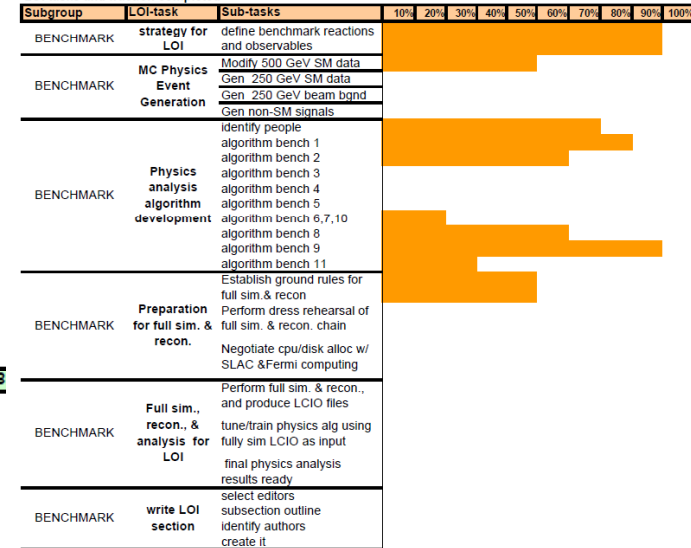 Subgroup LOI-task Sub-tasks 10% 20% 30% 40% 50% 60% 70% 80% 90% 100%
BENCHMARK
strategy for
LOI
define benchmark reactions
and observables
BENCHMARK
MC Physics
Event
Generation
Modify 500 GeV SM data
Gen 250 GeV SM data
Gen 250 GeV beam bgnd
Gen non-SM signals
BENCHMARK
Physics
analysis
algorithm
development
identify people
algorithm bench 1
algorithm bench 2
algorithm bench 3
algorithm bench 4
algorithm bench 5
algorithm bench 6,7,10
algorithm bench 8
algorithm bench 9
algorithm bench 11
BENCHMARK
Preparation
for full sim. &
recon.
Establish ground rules for
full sim.& recon
Perform dress rehearsal of
full sim. & recon. chain
Negotiate cpu/disk alloc w/
SLAC &Fermi computing
BENCHMARK
Full sim.,
recon., &
analysis for
LOI
Perform full sim. & recon.,
and produce LCIO files
tune/train physics alg using
fully sim LCIO as input
final physics analysis
results ready
BENCHMARK
write LOI
section
select editors
subsection outline
identify authors
create it